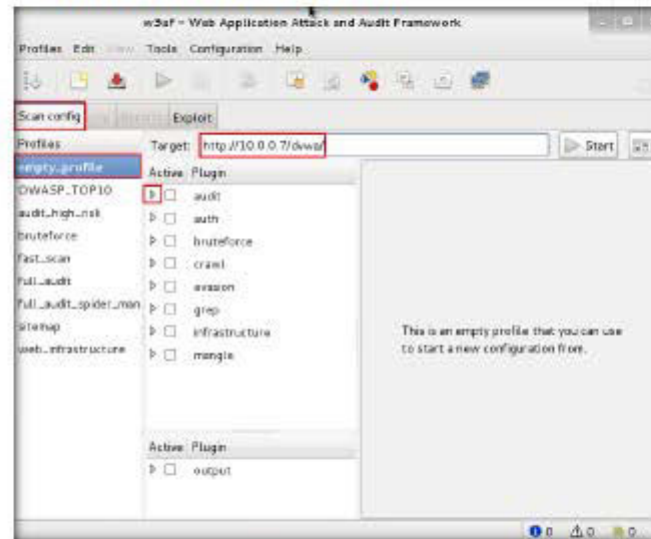 w3af - Web Application Attack and Audit Framework
Profiles Edit View Tools Configuration Help
Scan config Exploit
Profiles
Target: http://10.0.0.7/dvwa/
Start
empty_profile
Active Plugin
OWASP_TOP10
audit
audit_high_risk
auth
bruteforce
bruteforce
fast_scan
crawl
full_audit
evasion
full_audit_spider_man
grep
sitemap
infrastructure
web_infrastructure
mangle
This is an empty profile that you can use
to start a new configuration from.
Active Plugin
output
0 0 0